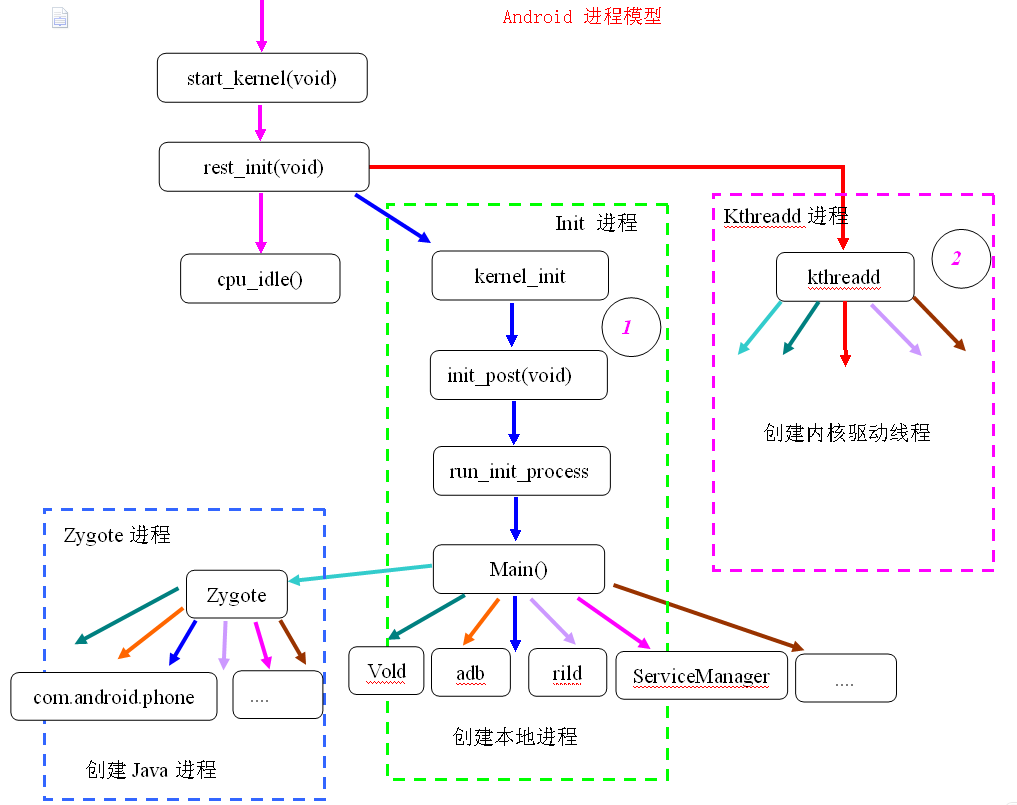 Android 进程模型
start_kernel(void)
rest_init(void)
cpu_idle()
Init 进程
kernel_init
1
init_post(void)
run_init_process
Main()
Kthreadd 进程
2
kthreadd
创建内核驱动线程
Zygote 进程
Zygote
com.android.phone
....
创建 Java 进程
Vold
adb
rild
ServiceManager
....
创建本地进程